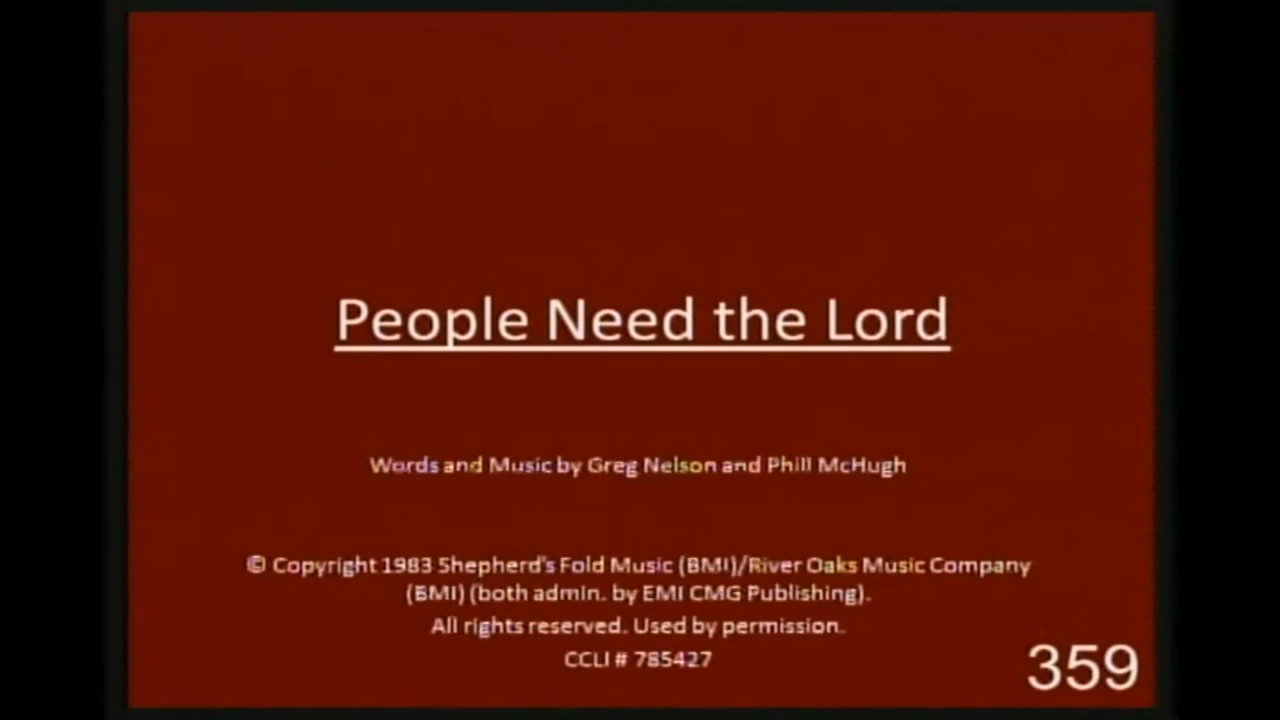 People Need the Lord
Words and Music by Greg Nelson and Phill McHugh
© Copyright 1983 Shepherd's Fold Music (BMI)/River Oaks Music Company
(BMI) (both admin. by EMI CMG Publishing).
All rights reserved. Used by permission.
CCLI # 785427
359